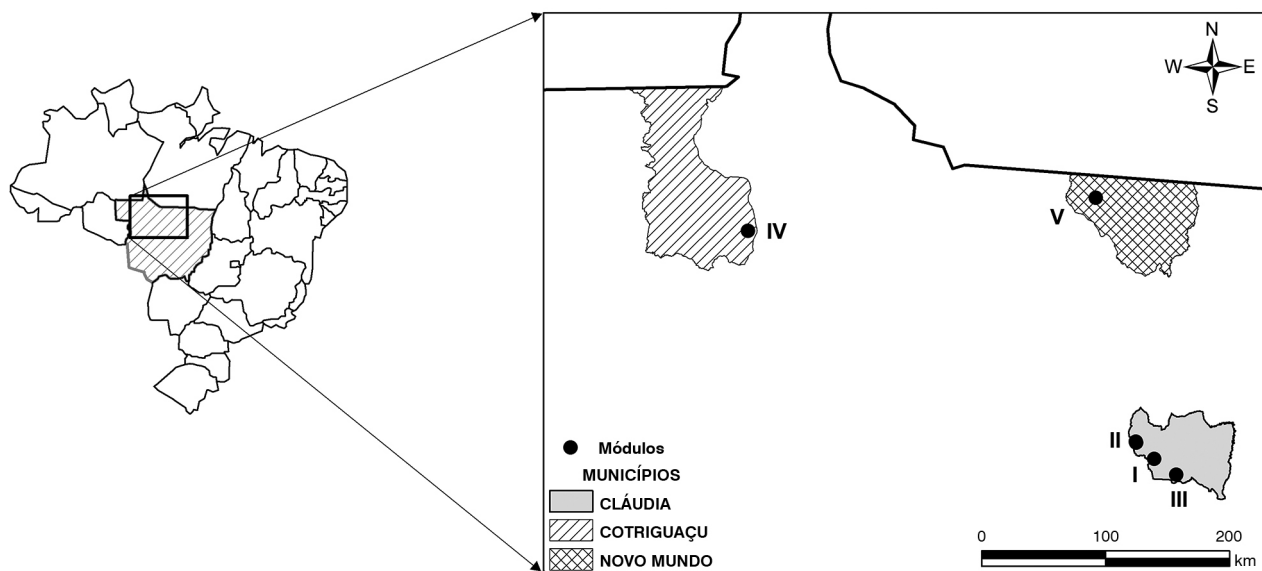 N
W E
S
IV
V
II
I
III
Módulos
MUNICÍPIOS
CLÁUDIA
COTRIGUAÇU
NOVO MUNDO
0 100 200
km